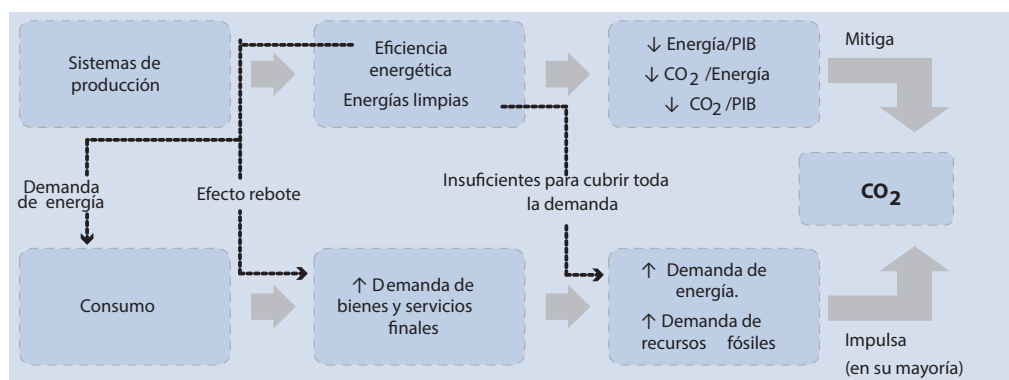 Sistemas de
producción
Eficiencia
energética
Energías limpias
↓ Energía/PIB
↓ CO2 /Energía
↓ CO2 /PIB
Mitiga
Demanda
de energía
Efecto rebote
Insuficientes para cubrir toda
la demanda
CO2
Consumo
↑ Demanda de
bienes y servicios
finales
↑ Demanda de
energía.
↑ Demanda de
recursos fósiles
Impulsa
(en su mayoría)